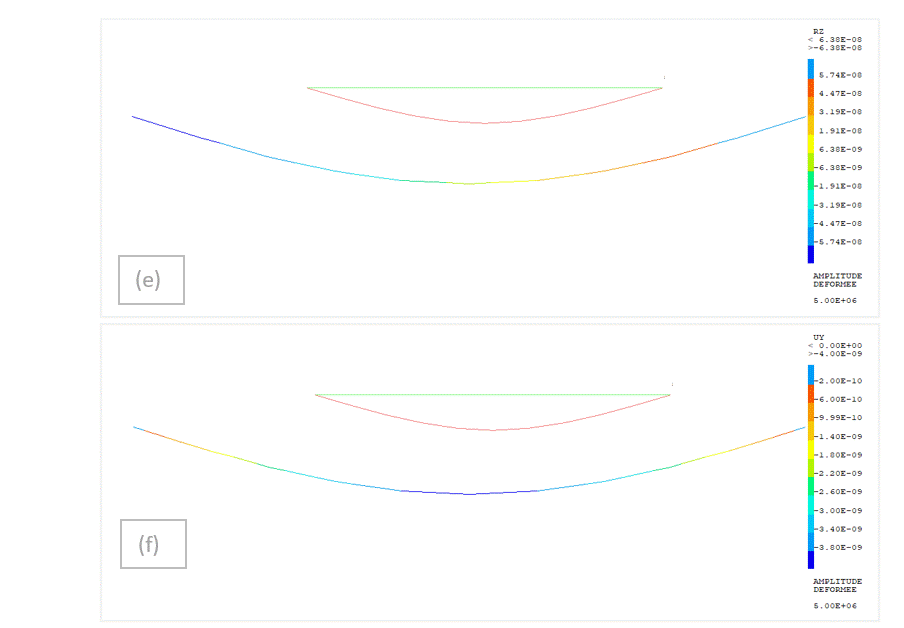 RZ
< 6.38E-08
>-6.38E-08
5.74E-08
4.47E-08
3.19E-08
1.91E-08
6.38E-09
-6.38E-09
-1.91E-08
-3.19E-08
-4.47E-08
-5.74E-08
AMPLITUDE
DEFORMEE
5.00E+06
(e)
UY
< 0.00E+00
>-4.00E-09
-2.00E-10
-6.00E-10
-9.99E-10
-1.40E-09
-1.80E-09
-2.20E-09
-2.60E-09
-3.00E-09
-3.40E-09
-3.80E-09
AMPLITUDE
DEFORMEE
5.00E+06
(f)